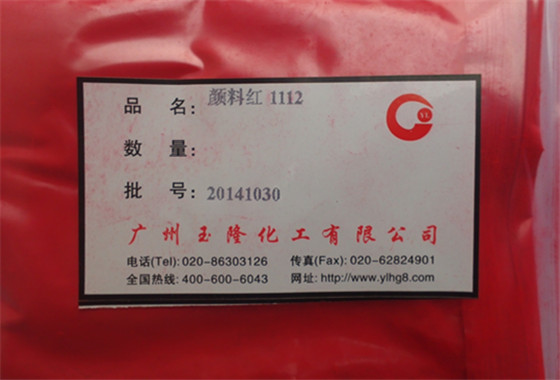 品 名：颜料红 1112
YL
数 量：
批 号：20141030
广州玉隆化工有限公司
电话(Tel): 020-86303126 传真(Fax): 020-62824901
全国热线: 400-600-6043 网址: http://www.ylhg8.com